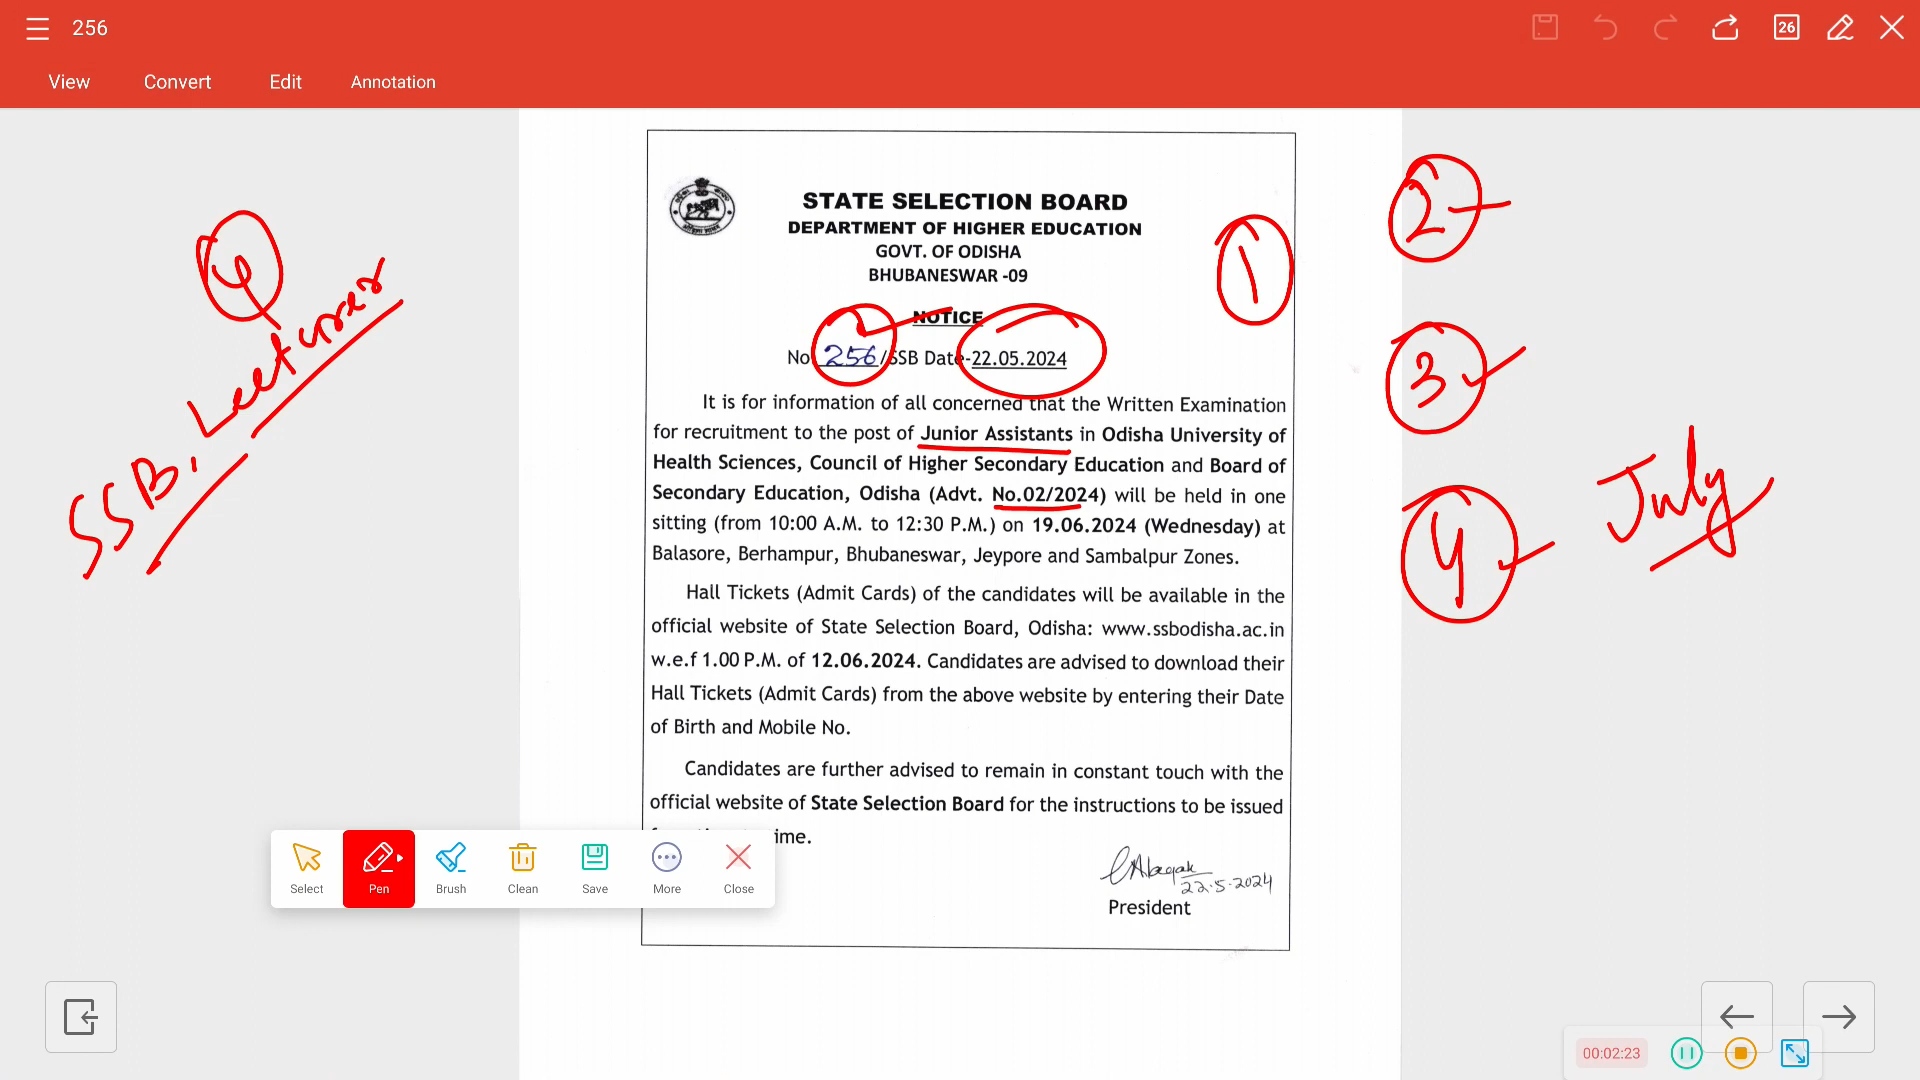 256
26
View Convert Edit Annotation
STATE SELECTION BOARD
DEPARTMENT OF HIGHER EDUCATION
GOVT. OF ODISHA
BHUBANESWAR -09
NOTICE
No 256/SSB Date-22.05.2024
It is for information of all concerned that the Written Examination
for recruitment to the post of Junior Assistants in Odisha University of
Health Sciences, Council of Higher Secondary Education and Board of
Secondary Education, Odisha (Advt. No.02/2024) will be held in one
sitting (from 10:00 A.M. to 12:30 P.M.) on 19.06.2024 (Wednesday) at
Balasore, Berhampur, Bhubaneswar, Jeypore and Sambalpur Zones.
Hall Tickets (Admit Cards) of the candidates will be available in the
official website of State Selection Board, Odisha: www.ssbodisha.ac.in
w.e.f 1.00 P.M. of 12.06.2024. Candidates are advised to download their
Hall Tickets (Admit Cards) from the above website by entering their Date
of Birth and Mobile No.
Candidates are further advised to remain in constant touch with the
official website of State Selection Board for the instructions to be issued
ime.
22.5.2024
President
SSB, Lecturer
1
2
3
4
July
Select Pen Brush Clean Save More Close
00:02:23